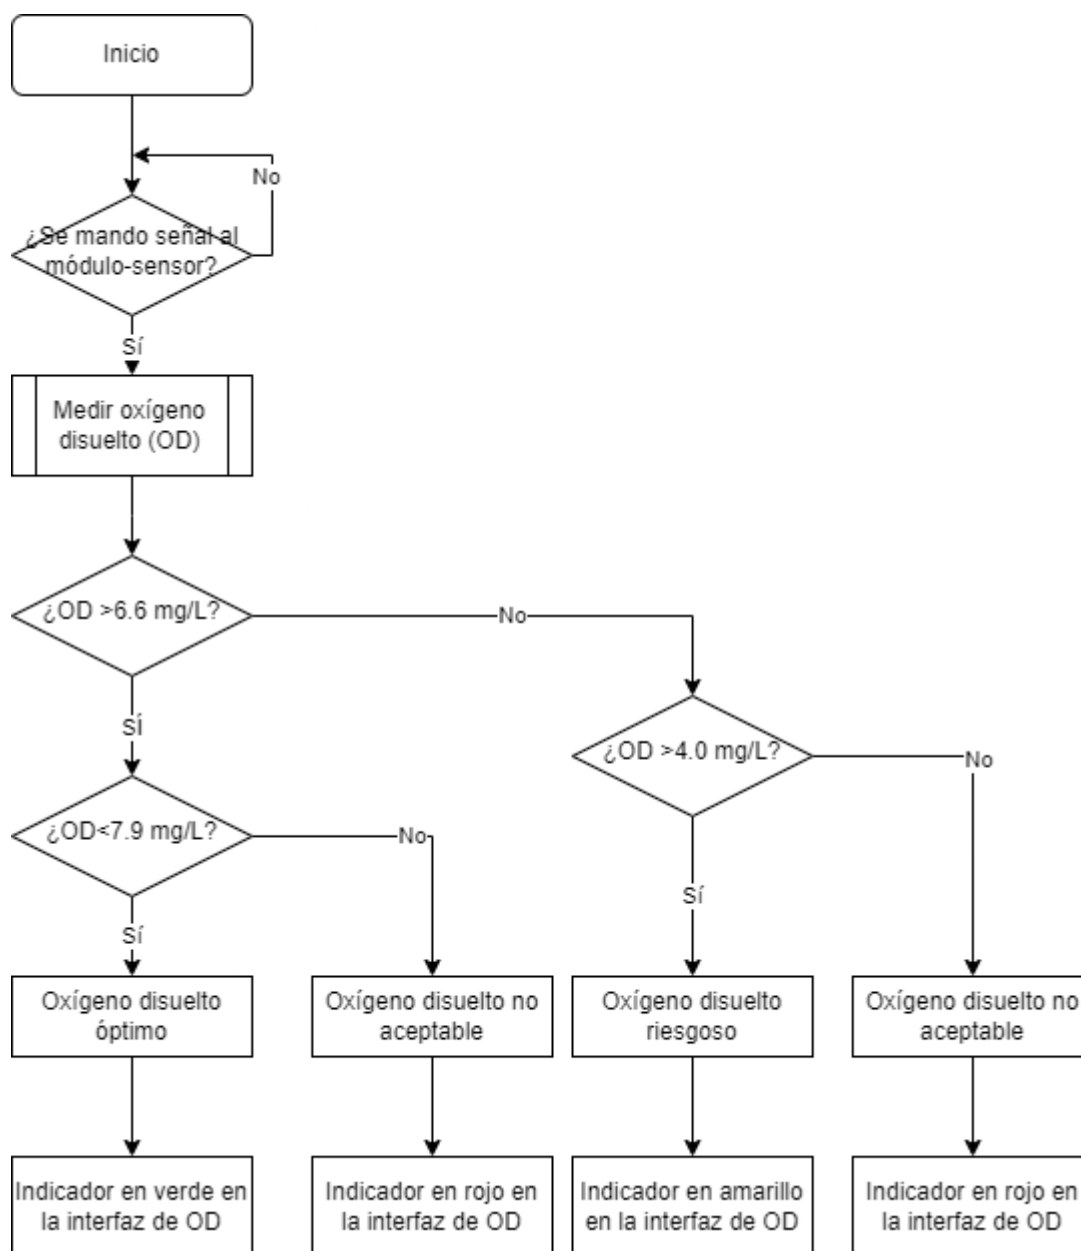 Inicio
No
¿Se mando señal al
módulo-sensor?
Sí
Medir oxígeno
disuelto (OD)
¿OD >6.6 mg/L?
No
SÍ
¿OD >4.0 mg/L?
No
¿OD<7.9 mg/L?
No
Sí
Sí
Oxígeno disuelto
óptimo
Oxígeno disuelto no
aceptable
Oxígeno disuelto
riesgoso
Oxígeno disuelto no
aceptable
Indicador en verde en
la interfaz de OD
Indicador en rojo en
la interfaz de OD
Indicador en amarillo
en la interfaz de OD
Indicador en rojo en
la interfaz de OD